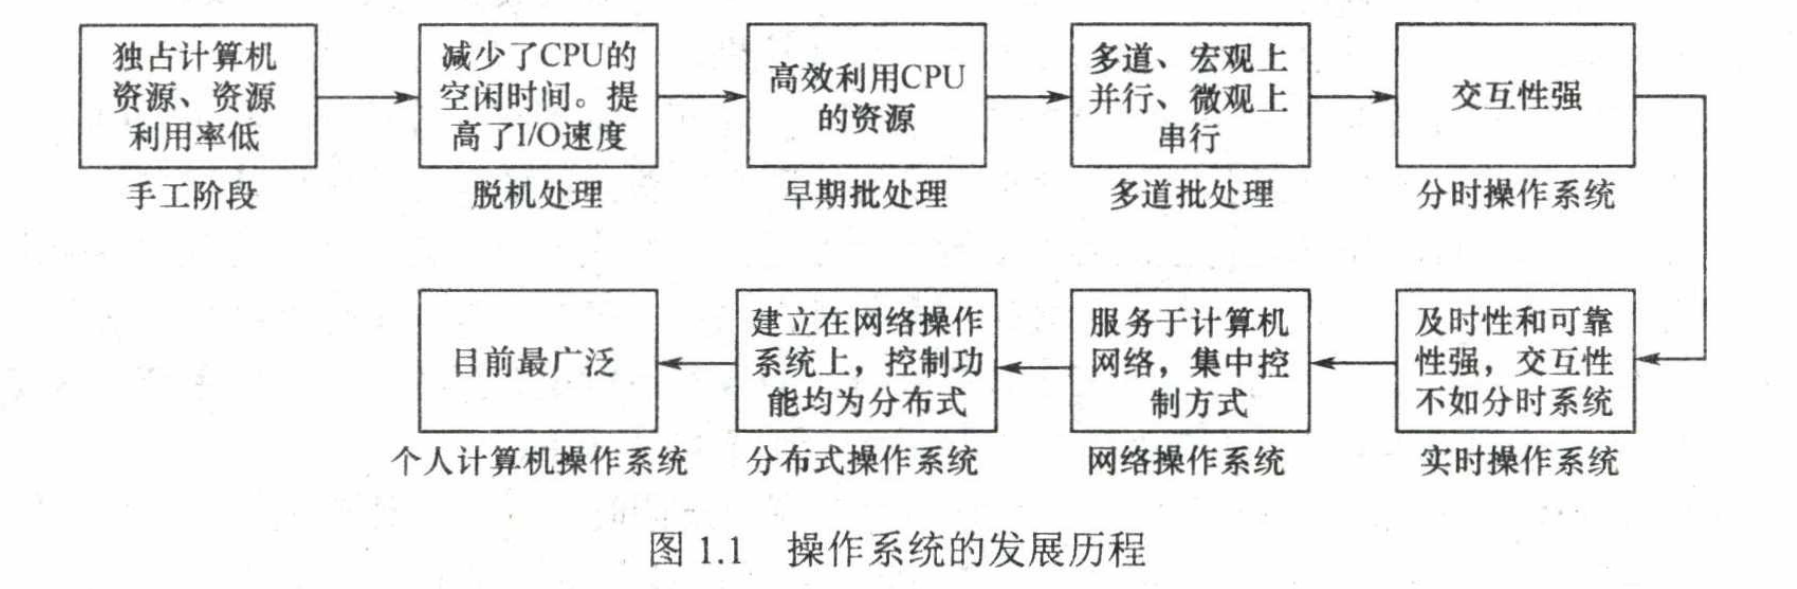 独占计算机
资源、资源
利用率低
手工阶段
减少了CPU的
空闲时间。提
高了I/O速度
脱机处理
高效利用CPU
的资源
早期批处理
多道、宏观上
并行、微观上
串行
多道批处理
交互性强
分时操作系统
及时性和可靠
性强，交互性
不如分时系统
实时操作系统
服务于计算机
网络，集中控
制方式
网络操作系统
建立在网络操作
系统上，控制功
能均为分布式
分布式操作系统
目前最广泛
个人计算机操作系统
图 1.1 操作系统的发展历程